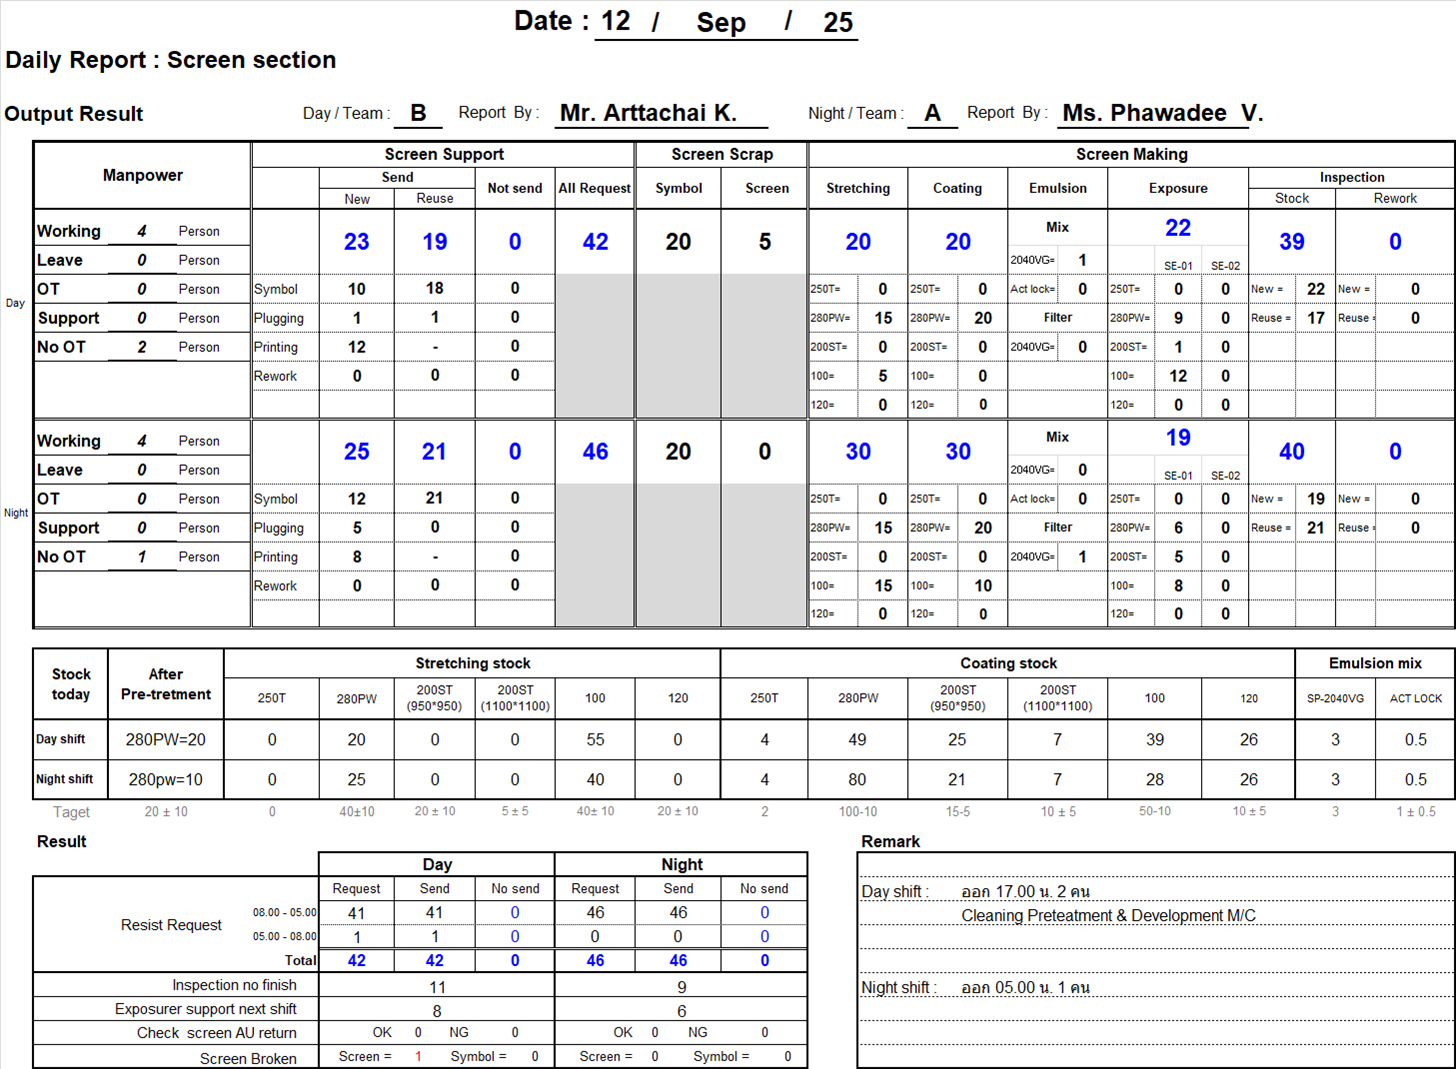 Date : 12 / Sep / 25
Daily Report : Screen section
Output Result Day / Team : B Report By : Mr. Arttachai K. Night / Team : A Report By : Ms. Phawadee V.
Manpower Screen Support Screen Scrap Screen Making
Send Not send All Request Symbol Screen Stretching Coating Emulsion Exposure Inspection
New Reuse Stock Rework
Day
Working 4 Person 23 19 0 42 20 5 20 20 Mix 22 39 0
Leave 0 Person 2040VG= 1 SE-01 SE-02
OT 0 Person Symbol 10 18 0 250T= 0 250T= 0 Act lock= 0 250T= 0 0 New = 22 New = 0
Support 0 Person Plugging 1 1 0 280PW= 15 280PW= 20 Filter 280PW= 9 0 Reuse = 17 Reuse = 0
No OT 2 Person Printing 12 - 0 200ST= 0 200ST= 0 2040VG= 0 200ST= 1 0
Rework 0 0 0 100= 5 100= 0 100= 12 0
120= 0 120= 0 120= 0 0
Night
Working 4 Person 25 21 0 46 20 0 30 30 Mix 19 40 0
Leave 0 Person 2040VG= 0 SE-01 SE-02
OT 0 Person Symbol 12 21 0 250T= 0 250T= 0 Act lock= 0 250T= 0 0 New = 19 New = 0
Support 0 Person Plugging 5 0 0 280PW= 15 280PW= 20 Filter 280PW= 6 0 Reuse = 21 Reuse = 0
No OT 1 Person Printing 8 - 0 200ST= 0 200ST= 0 2040VG= 1 200ST= 5 0
Rework 0 0 0 100= 15 100= 10 100= 8 0
120= 0 120= 0 120= 0 0
Stock today After Pre-tretment Stretching stock Coating stock Emulsion mix
250T 280PW 200ST (950*950) 200ST (1100*1100) 100 120 250T 280PW 200ST (950*950) 200ST (1100*1100) 100 120 SP-2040VG ACT LOCK
Day shift 280PW=20 0 20 0 0 55 0 4 49 25 7 39 26 3 0.5
Night shift 280pw=10 0 25 0 0 40 0 4 80 21 7 28 26 3 0.5
Taget 20 ± 10 0 40±10 20 ± 10 5 ± 5 40± 10 20 ± 10 2 100-10 15-5 10 ± 5 50-10 10 ± 5 3 1 ± 0.5
Result
Day Night
Request Send No send Request Send No send
Resist Request
08.00 - 05.00 41 41 0 46 46 0
05.00 - 08.00 1 1 0 0 0 0
Total 42 42 0 46 46 0
Inspection no finish 11 9
Exposurer support next shift 8 6
Check screen AU return OK 0 NG 0 OK 0 NG 0
Screen Broken Screen = 1 Symbol = 0 Screen = 0 Symbol = 0
Remark
Day shift : ออก 17.00 น. 2 คน
Cleaning Preteatment & Development M/C
Night shift : ออก 05.00 น. 1 คน